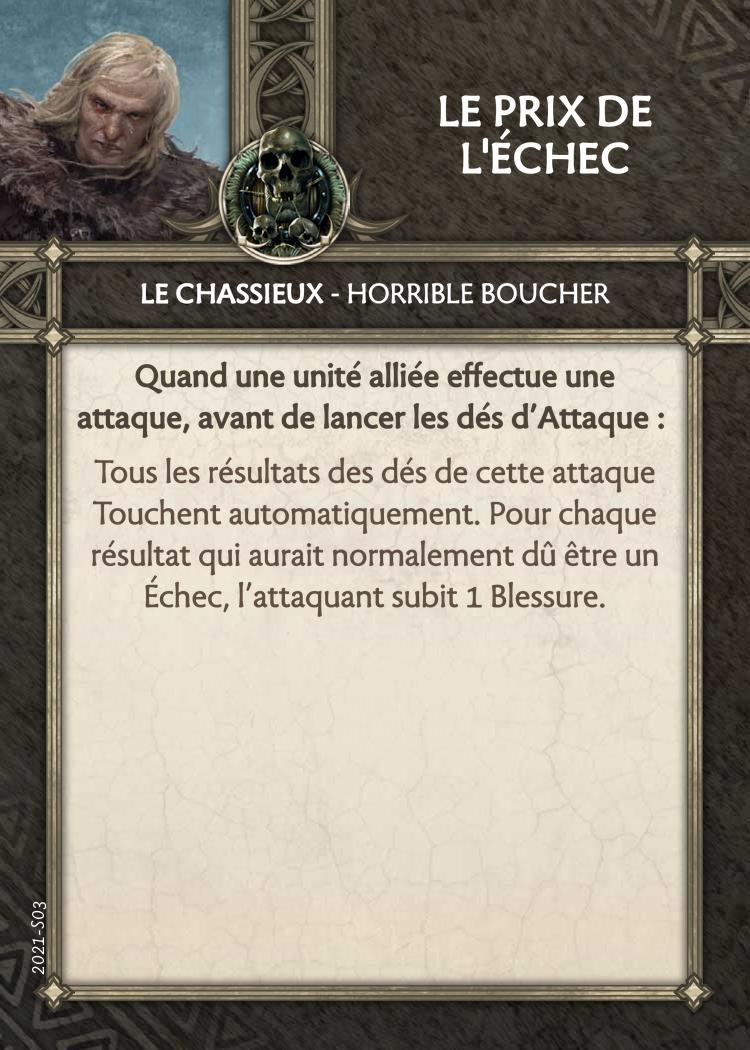 LE PRIX DE
L'ÉCHEC
LE CHASSIEUX - HORRIBLE BOUCHER
Quand une unité alliée effectue une
attaque, avant de lancer les dés d’Attaque :
Tous les résultats des dés de cette attaque
Touchent automatiquement. Pour chaque
résultat qui aurait normalement dû être un
Échec, l’attaquant subit 1 Blessure.
2021-S03